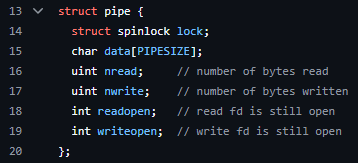 13 struct pipe {
14   struct spinlock lock;
15   char data[PIPESIZE];
16   uint nread;     // number of bytes read
17   uint nwrite;    // number of bytes written
18   int readopen;   // read fd is still open
19   int writeopen;  // write fd is still open
20 };